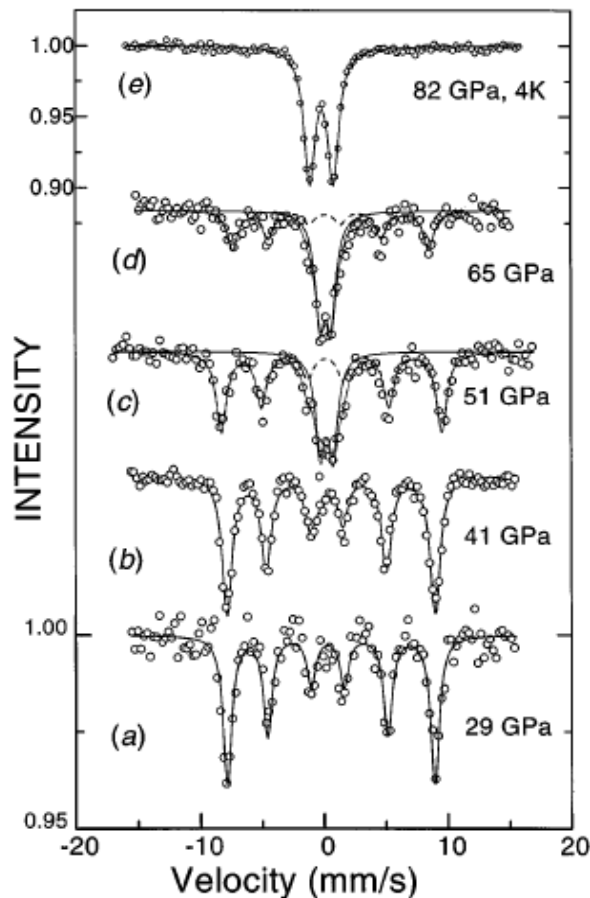 1.00
(e)
82 GPa, 4K
0.95
0.90
(d)
65 GPa
(c)
51 GPa
INTENSITY
(b)
41 GPa
1.00
(a)
29 GPa
0.95
-20 -10 0 10 20
Velocity (mm/s)